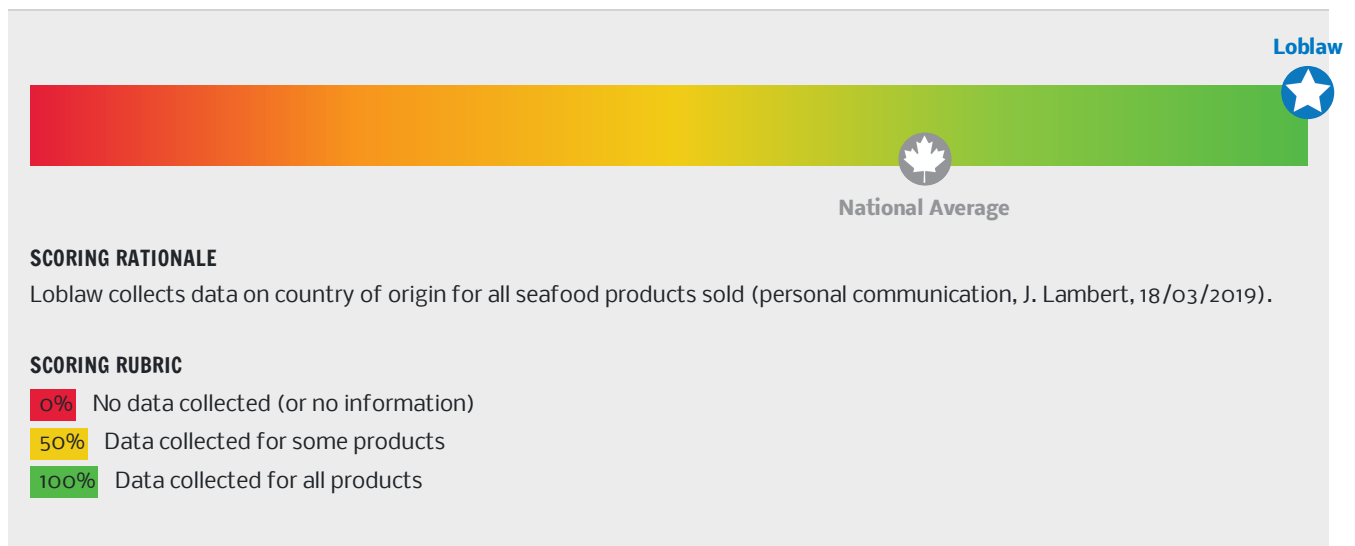 Loblaw
National Average
SCORING RATIONALE
Loblaw collects data on country of origin for all seafood products sold (personal communication, J. Lambert, 18/03/2019).
SCORING RUBRIC
0% No data collected (or no information)
50% Data collected for some products
100% Data collected for all products